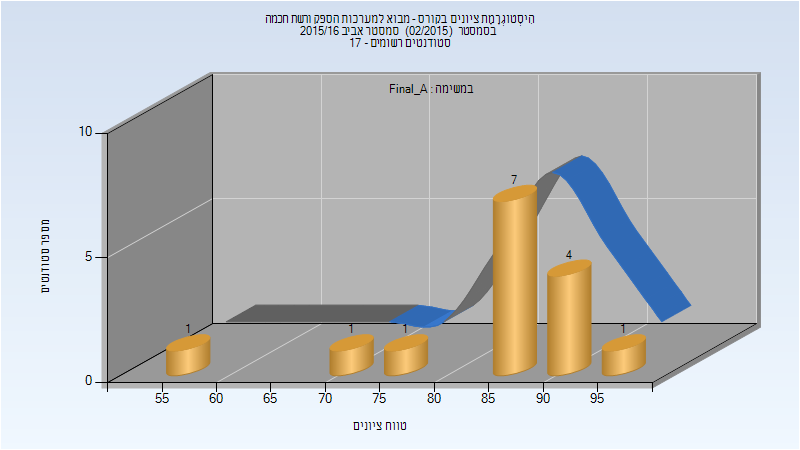 היסטוגרמת ציונים בקורס - מבוא למערכות הספק ורשת חכמה
בסמסטר (02/2015) סמסטר אביב 2015/16
סטודנטים רשומים - 17
במשימה : Final_A
מספר סטודנטים
10
5
0
1
1
1
7
4
1
55 60 65 70 75 80 85 90 95
טווח ציונים